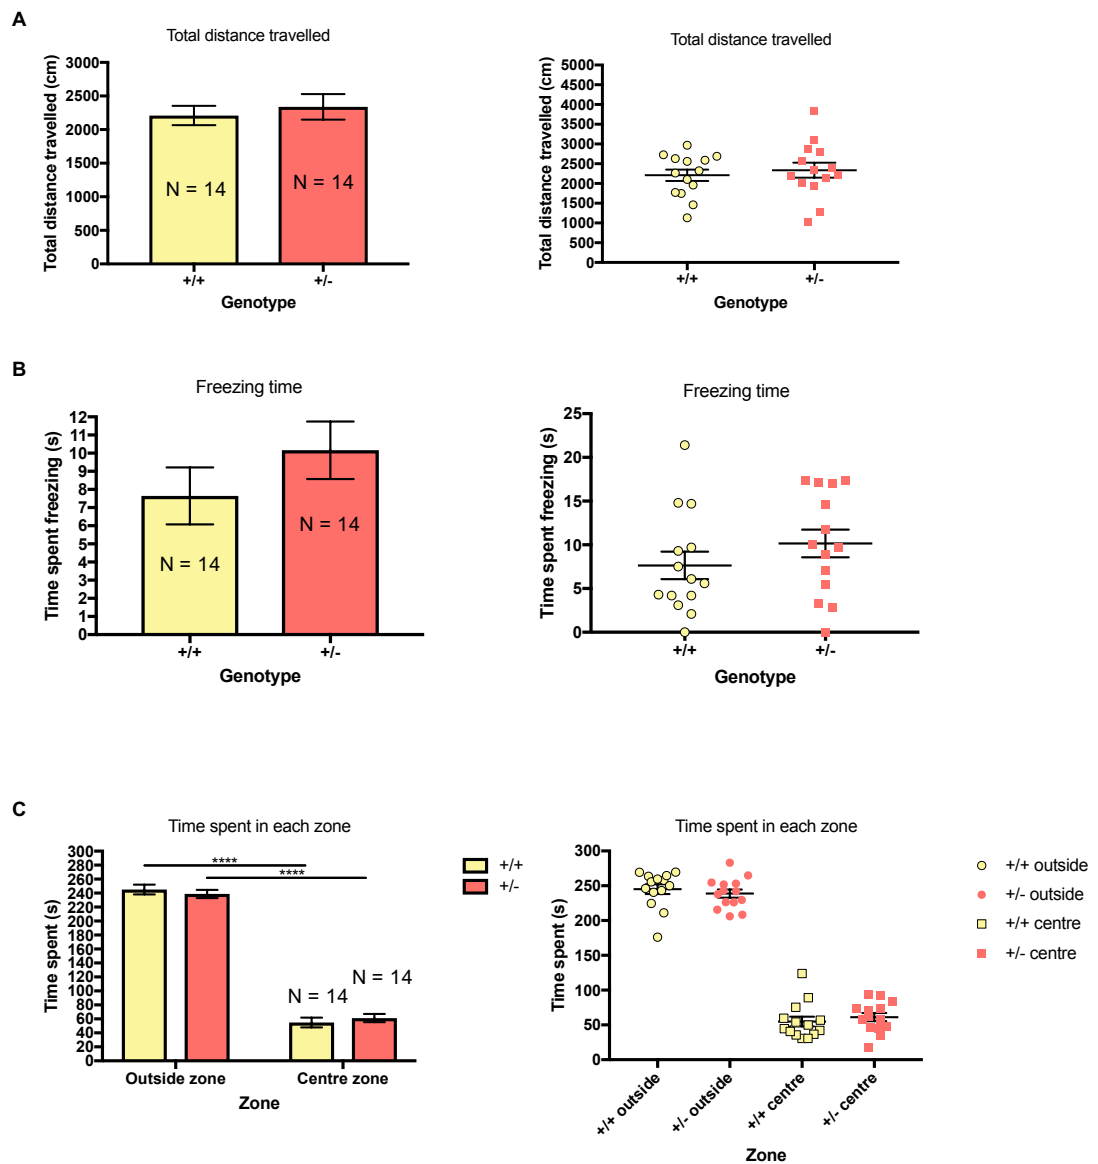 A
Total distance travelled
Total distance travelled (cm)
3000
2500
2000
1500
1000
500
0
N = 14
N = 14
+/+
+/-
Genotype
Total distance travelled
Total distance travelled (cm)
5000
4500
4000
3500
3000
2500
2000
1500
1000
500
0
+/+
+/-
Genotype
B
Freezing time
Time spent freezing (s)
12
11
10
9
8
7
6
5
4
3
2
1
0
N = 14
N = 14
+/+
+/-
Genotype
Freezing time
Time spent freezing (s)
25
20
15
10
5
0
+/+
+/-
Genotype
C
Time spent in each zone
Time spent (s)
300
280
260
240
220
200
180
160
140
120
100
80
60
40
20
0
****
****
N = 14
N = 14
Outside zone
Centre zone
Zone
+/+
+/-
Time spent in each zone
Time spent (s)
300
250
200
150
100
50
0
+/+ outside
+/- outside
+/+ centre
+/- centre
Zone
+/+ outside
+/- outside
+/+ centre
+/- centre